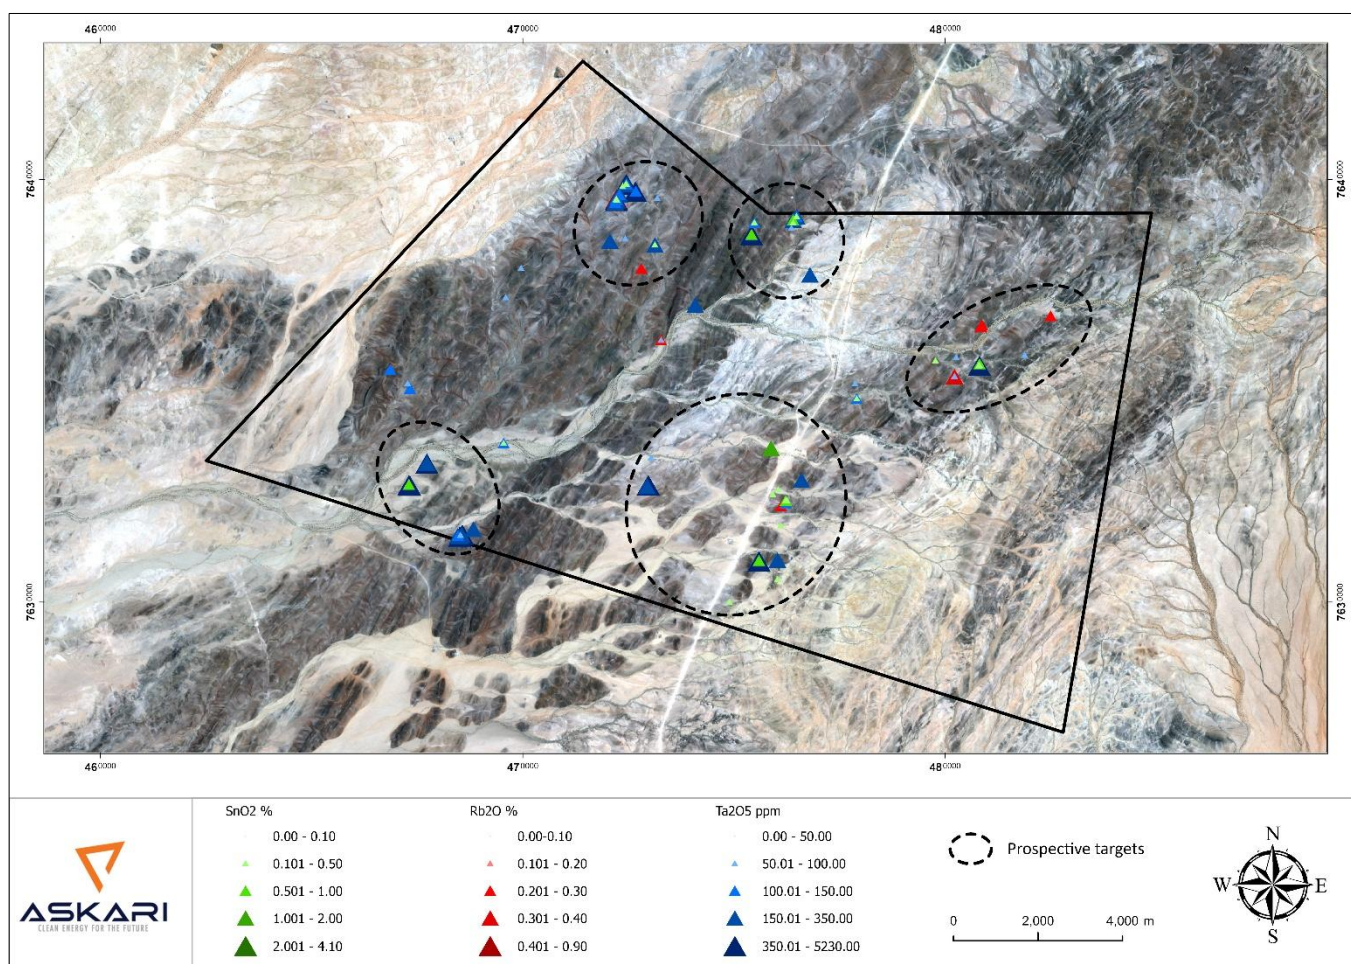 460000 470000 480000
7640000 7640000
7630000 7630000
460000 470000 480000
ASKARI
CLEAN ENERGY FOR THE FUTURE
SnO2 %
0.00 - 0.10
0.101 - 0.50
0.501 - 1.00
1.001 - 2.00
2.001 - 4.10
Rb2O %
0.00-0.10
0.101 - 0.20
0.201 - 0.30
0.301 - 0.40
0.401 - 0.90
Ta2O5 ppm
0.00 - 50.00
50.01 - 100.00
100.01 - 150.00
150.01 - 350.00
350.01 - 5230.00
Prospective targets
0 2,000 4,000 m
N
W E
S